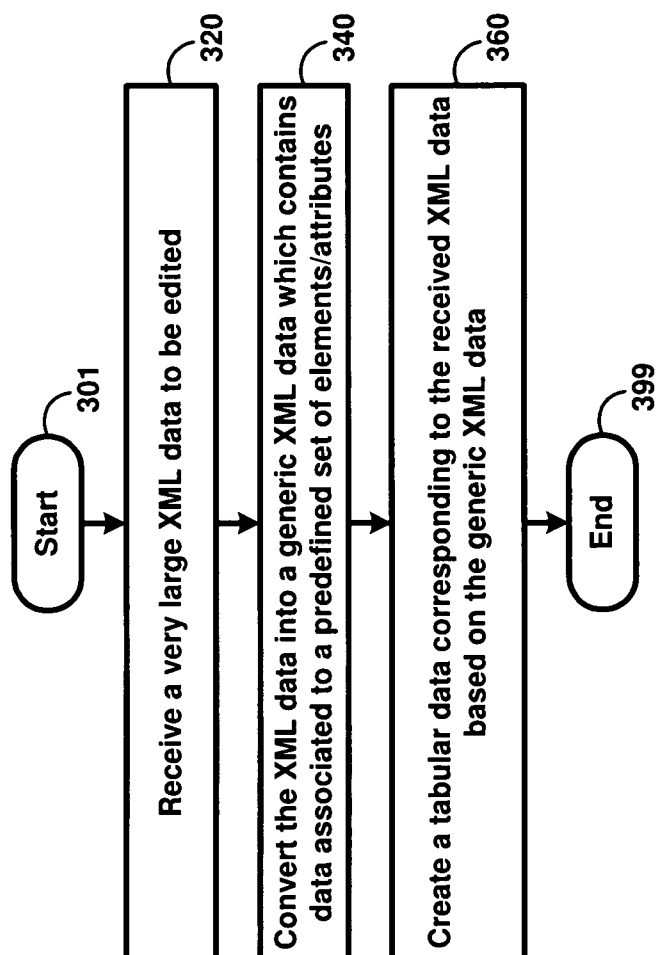 Start
301
Receive a very large XML data to be edited
320
Convert the XML data into a generic XML data which contains
data associated to a predefined set of elements/attributes
340
Create a tabular data corresponding to the received XML data
based on the generic XML data
360
End
399